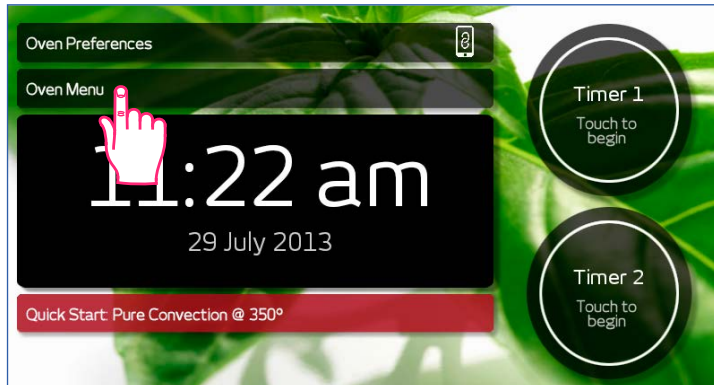 Oven Preferences
Oven Menu
11:22 am
29 July 2013
Quick Start: Pure Convection @ 350°
Timer 1
Touch to
begin
Timer 2
Touch to
begin